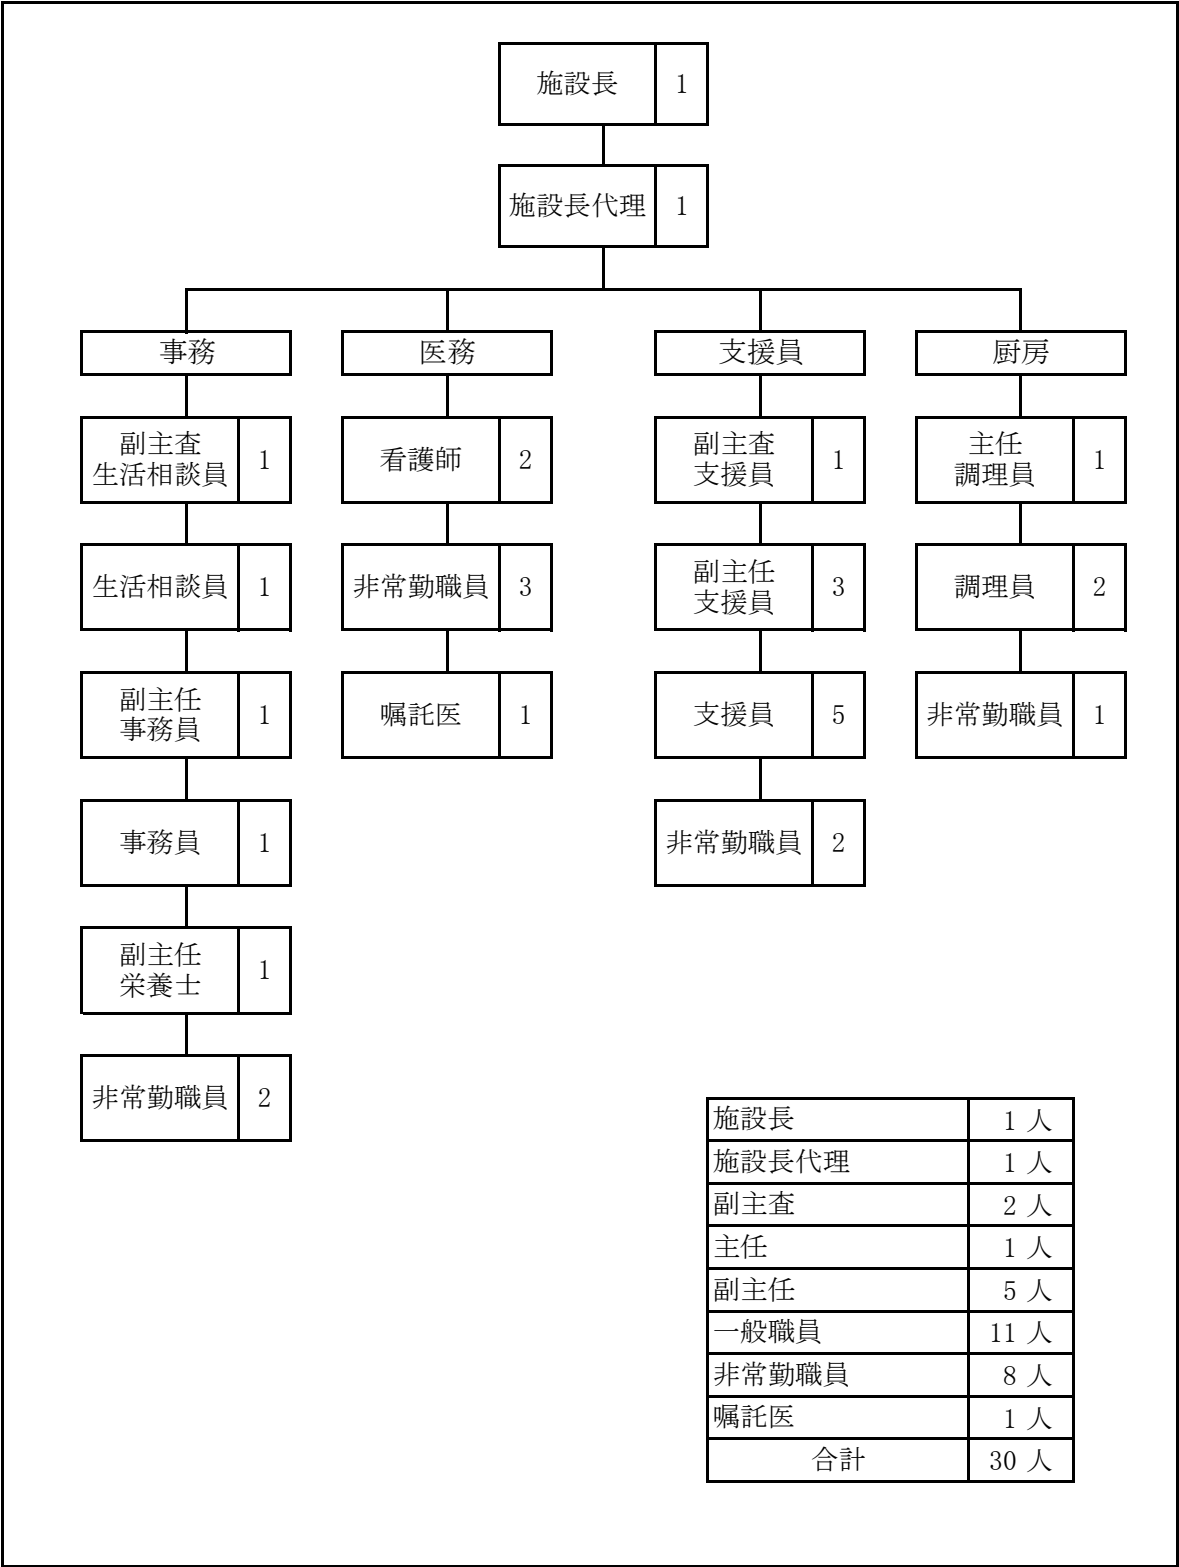 施設長 1
施設長代理 1
事務
医務
支援員
厨房
副主査
生活相談員 1
看護師 2
副主査
支援員 1
主任
調理員 1
生活相談員 1
非常勤職員 3
副主任
支援員 3
調理員 2
副主任
事務員 1
嘱託医 1
支援員 5
非常勤職員 1
事務員 1
非常勤職員 2
副主任
栄養士 1
非常勤職員 2
施設長 1 人
施設長代理 1 人
副主査 2 人
主任 1 人
副主任 5 人
一般職員 11 人
非常勤職員 8 人
嘱託医 1 人
合計 30 人